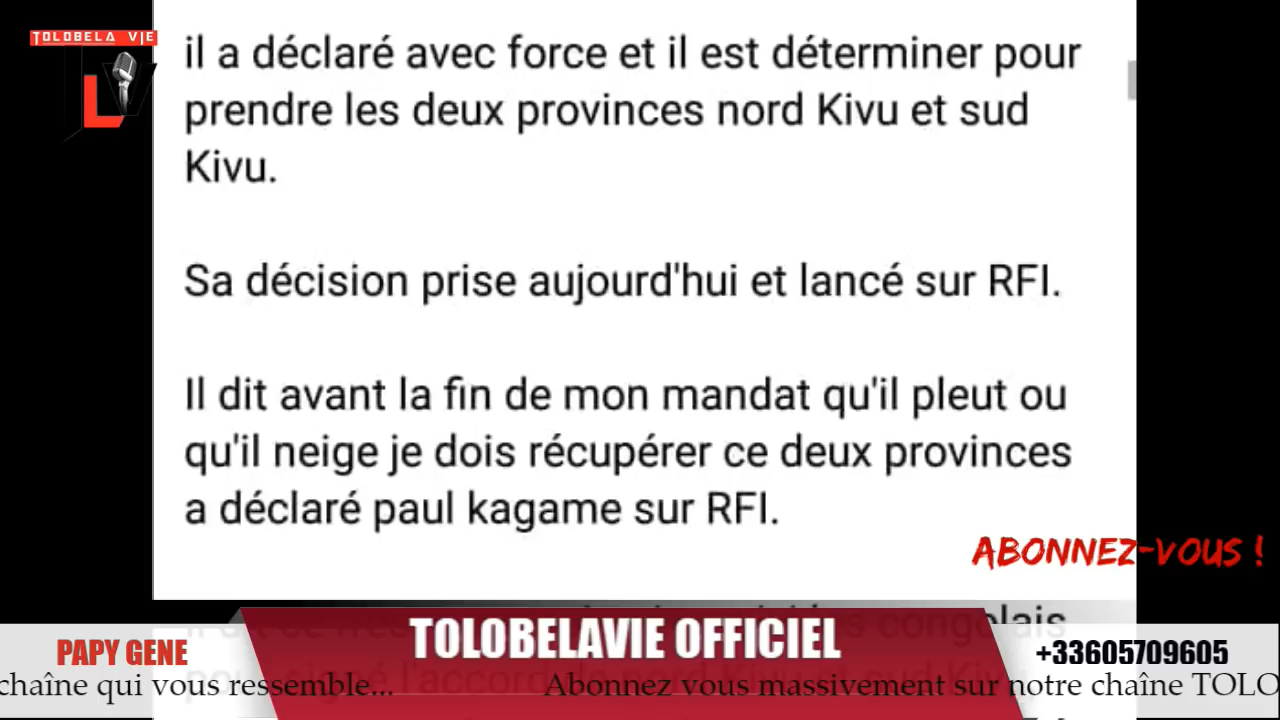 TOLOBELA VIE
il a déclaré avec force et il est déterminer pour
prendre les deux provinces nord Kivu et sud
Kivu.
Sa décision prise aujourd'hui et lancé sur RFI.
Il dit avant la fin de mon mandat qu'il pleut ou
qu'il neige je dois récupérer ce deux provinces
a déclaré paul kagame sur RFI.
ABONNEZ-VOUS !
congolais
TOLOBELAVIE OFFICIEL
PAPY GENE
+33605709605
chaîne qui vous ressemble... Abonnez vous massivement sur notre chaîne TOLO